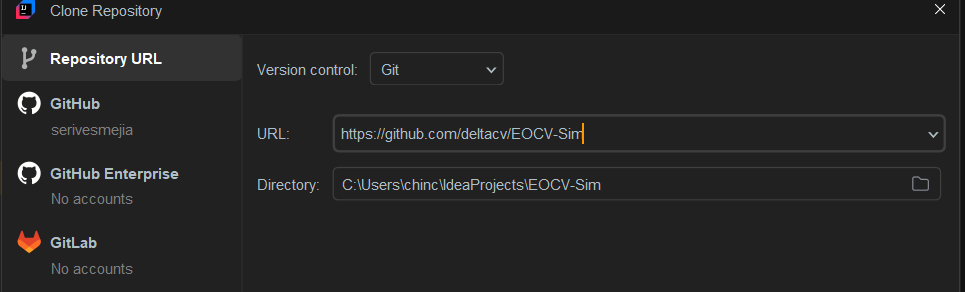 Clone Repository
Repository URL
GitHub
serivesmejia
GitHub Enterprise
No accounts
GitLab
No accounts
Version control: Git
URL: https://github.com/deltacv/EOCV-Sim
Directory: C:\Users\chinc\IdeaProjects\EOCV-Sim